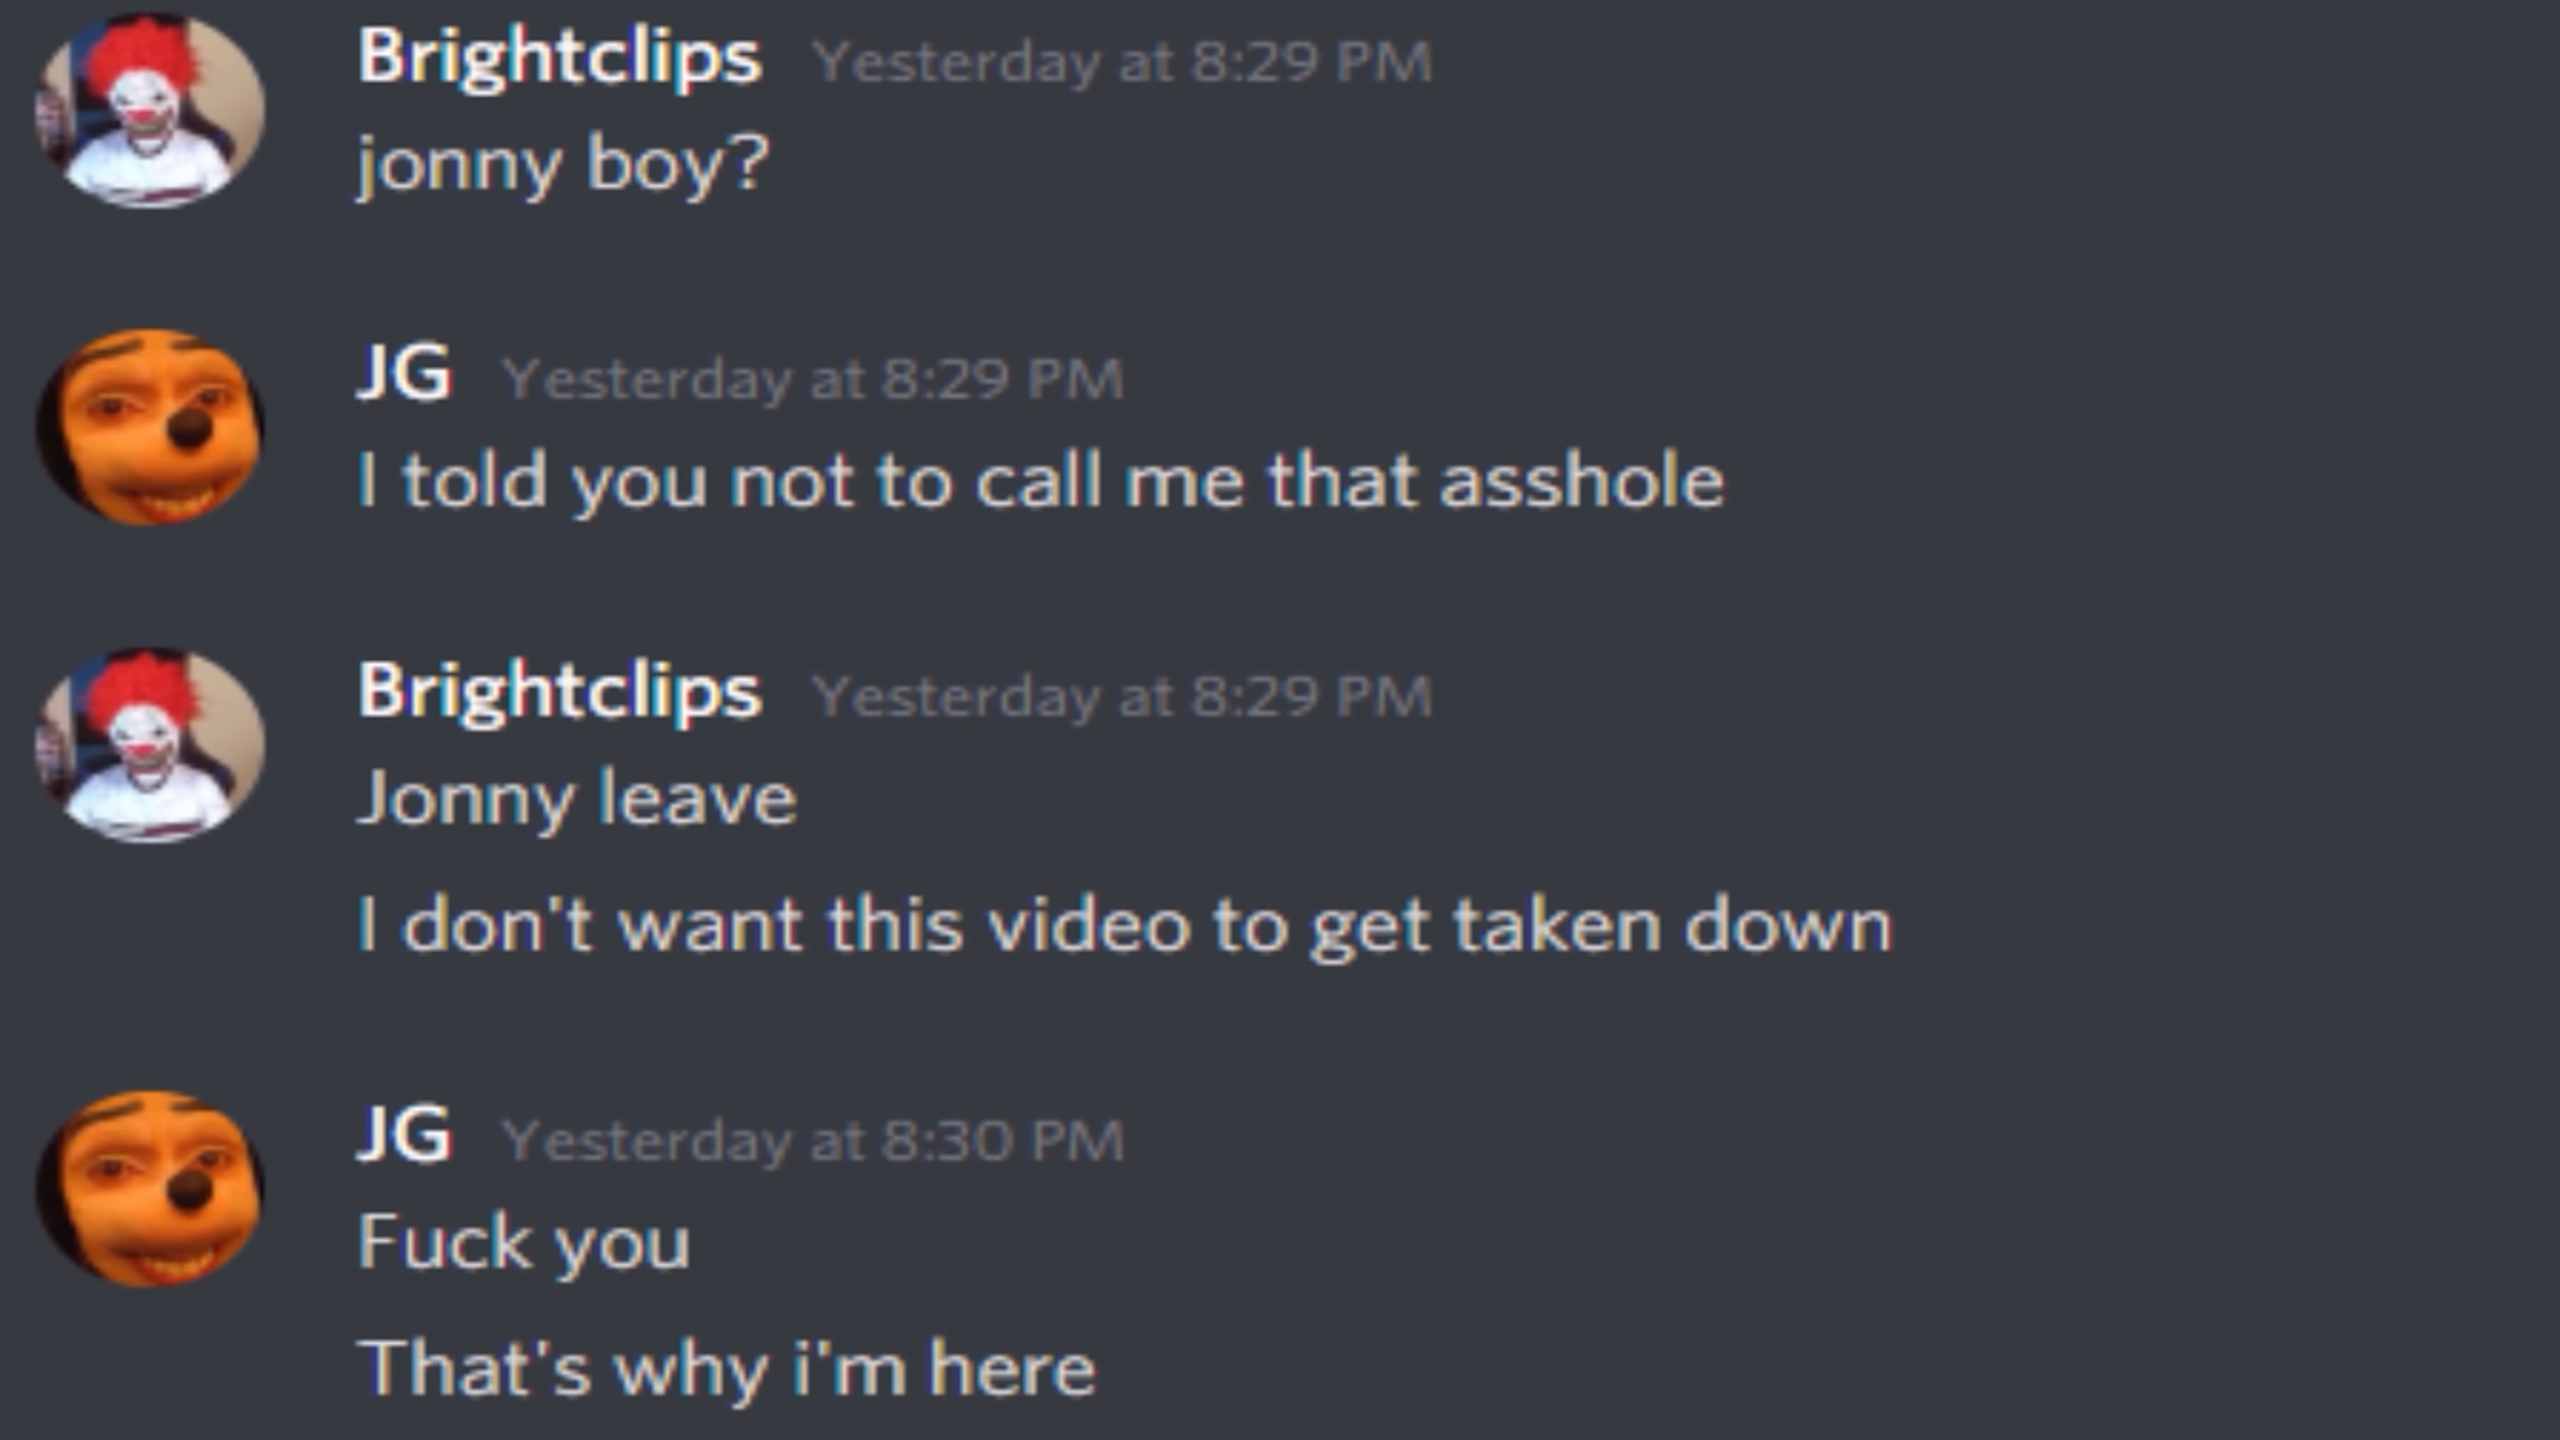 Brightclips Yesterday at 8:29 PM
jonny boy?
JG Yesterday at 8:29 PM
I told you not to call me that asshole
Brightclips Yesterday at 8:29 PM
Jonny leave
I don't want this video to get taken down
JG Yesterday at 8:30 PM
Fuck you
That's why i'm here